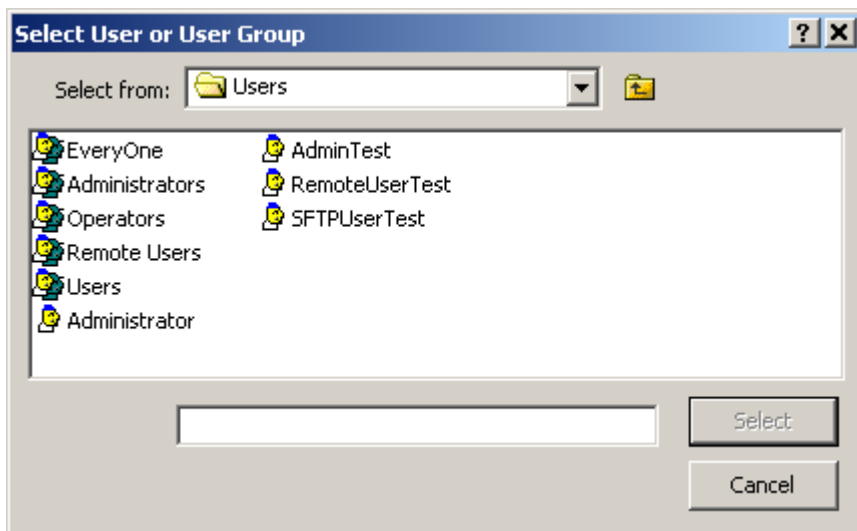 Select User or User Group
Select from: Users
EveryOne
Administrators
Operators
Remote Users
Users
Administrator
AdminTest
RemoteUserTest
SFTPUserTest
Select
Cancel